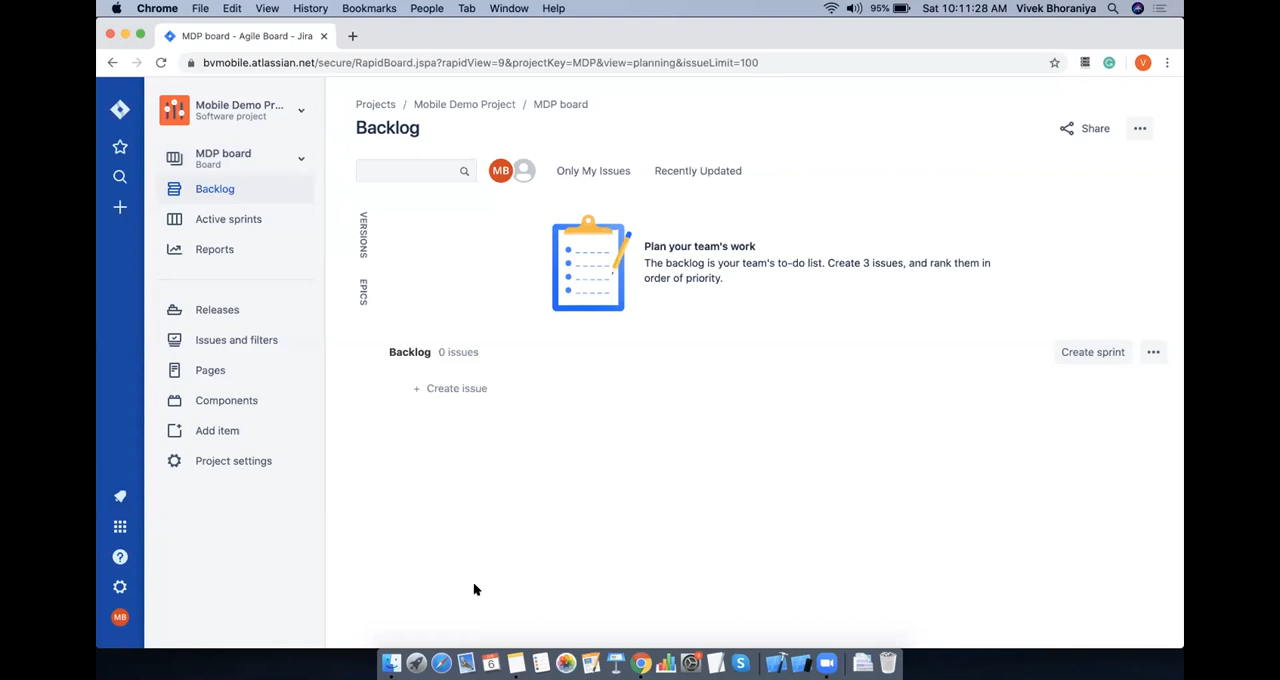 Chrome File Edit View History Bookmarks People Tab Window Help 95% Sat 10:11:28 AM Vivek Bhoraniya
MDP board - Agile Board - Jira
bvmobile.atlassian.net/secure/RapidBoard.jspa?rapidView=9&projectKey=MDP&view=planning&issueLimit=100
V
Mobile Demo Pr...
Software project
MDP board
Board
Backlog
Active sprints
Reports
Releases
Issues and filters
Pages
Components
Add item
Project settings
MB
Projects / Mobile Demo Project / MDP board
Backlog
Share
MB
Only My Issues
Recently Updated
VERSIONS
EPICS
Plan your team's work
The backlog is your team's to-do list. Create 3 issues, and rank them in
order of priority.
Backlog 0 issues
Create sprint
+ Create issue
6